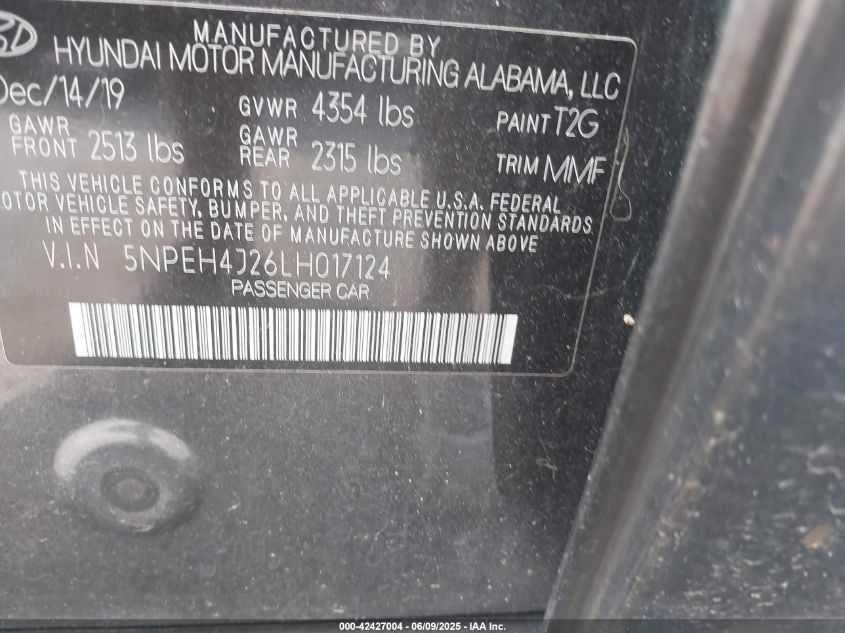 MANUFACTURED BY
HYUNDAI MOTOR MANUFACTURING ALABAMA, LLC
Dec/14/19 GVWR 4354 lbs PAINT T2G
GAWR FRONT 2513 lbs GAWR REAR 2315 lbs TRIM MMF
THIS VEHICLE CONFORMS TO ALL APPLICABLE U.S.A. FEDERAL
OTOR VEHICLE SAFETY, BUMPER, AND THEFT PREVENTION STANDARDS
IN EFFECT ON THE DATE OF MANUFACTURE SHOWN ABOVE.
V.I.N 5NPEH4J26LH017124
PASSENGER CAR
000-42427004 - 06/09/2025 - IAA Inc.